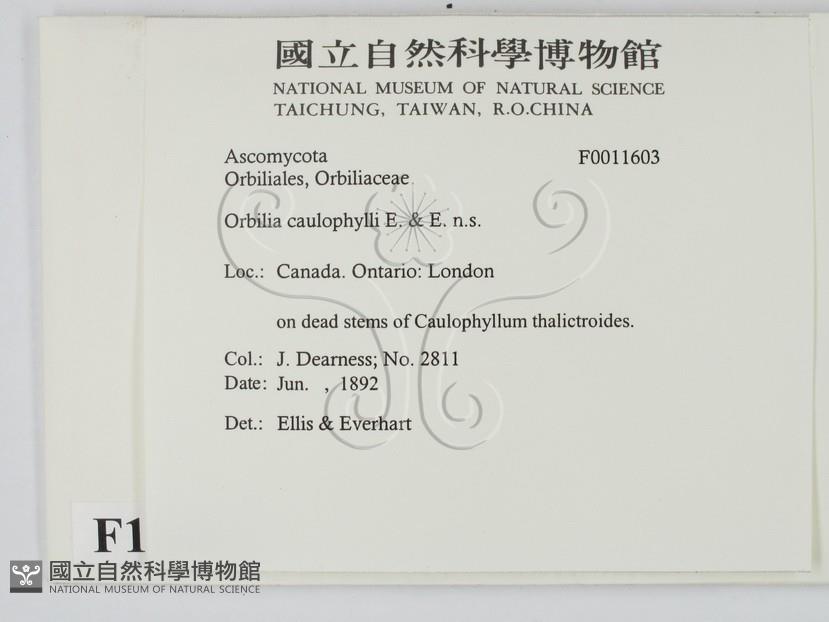 國立自然科學博物館
NATIONAL MUSEUM OF NATURAL SCIENCE
TAICHUNG, TAIWAN, R.O.CHINA
Ascomycota F0011603
Orbiliales, Orbiliaceae
Orbilia caulophylli E. & E. n.s.
Loc.: Canada. Ontario: London
on dead stems of Caulophyllum thalictroides.
Col.: J. Dearness; No. 2811
Date: Jun. , 1892
Det.: Ellis & Everhart
F1
國立自然科學博物館
NATIONAL MUSEUM OF NATURAL SCIENCE